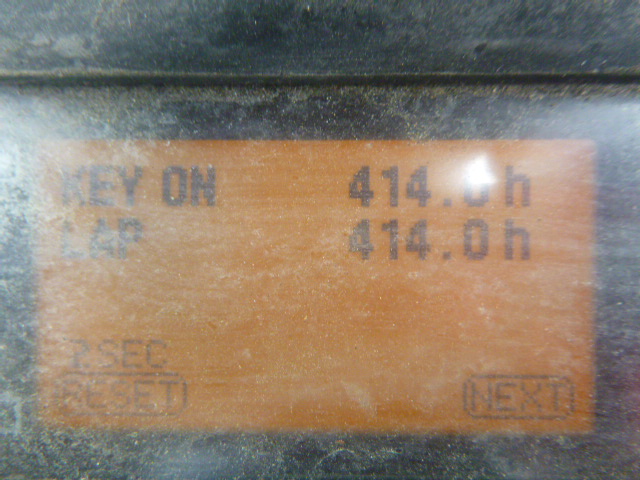 KEY ON 414.0h
LAP 414.0h
2SEC
RESET NEXT